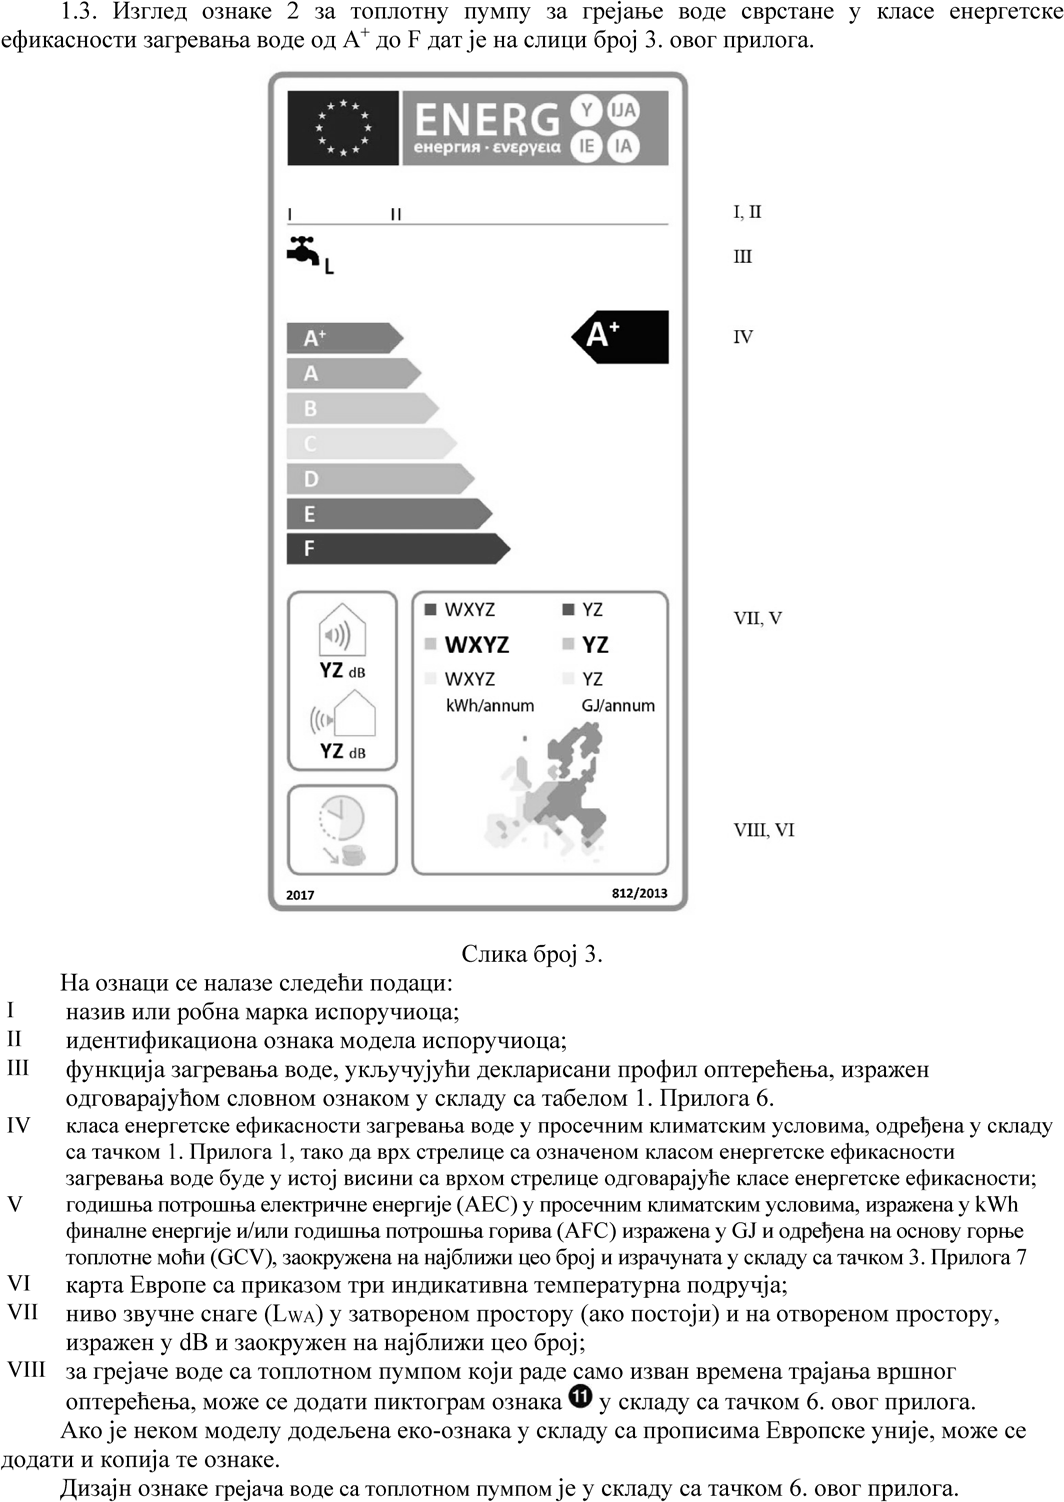 1.3. Изглед ознаке 2 за топлотну пумпу за грејање воде сврстане у класе енергетске
ефикасности загревања воде од А+ до F дат је на слици број 3. овог прилога.
ENERG Y IJA
енергия · ενεργεια IE IA
I II I, II
L III
A+ A+ IV
A
B
C
D
E
F
WXYZ YZ VII, V
WXYZ YZ
YZ dB WXYZ YZ
kWh/annum GJ/annum
YZ dB
VIII, VI
2017 812/2013
Слика број 3.
На ознаци се налазе следећи подаци:
I назив или робна марка испоручиоца;
II идентификациона ознака модела испоручиоца;
III функција загревања воде, укључујући декларисани профил оптерећења, изражен
одговарајућом словном ознаком у складу са табелом 1. Прилога 6.
IV класа енергетске ефикасности загревања воде у просечним климатским условима, одређена у складу
са тачком 1. Прилога 1, тако да врх стрелице са означеном класом енергетске ефикасности
загревања воде буде у истој висини са врхом стрелице одговарајуће класе енергетске ефикасности;
V годишња потрошња електричне енергије (AEC) у просечним климатским условима, изражена у kWh
финалне енергије и/или годишња потрошња горива (AFC) изражена у GJ и одређена на основу горње
топлотне моћи (GCV), заокружена на најближи цео број и израчуната у складу са тачком 3. Прилога 7
VI карта Европе са приказом три индикативна температурна подручја;
VII ниво звучне снаге (LWA) у затвореном простору (ако постоји) и на отвореном простору,
изражен у dB и заокружен на најближи цео број;
VIII за грејаче воде са топлотном пумпом који раде само изван времена трајања вршног
оптерећења, може се додати пиктограм ознака 11 у складу са тачком 6. овог прилога.
Ако је неком моделу додељена еко-ознака у складу са прописима Европске уније, може се
додати и копија те ознаке.
Дизајн ознаке грејача воде са топлотном пумпом је у складу са тачком 6. овог прилога.